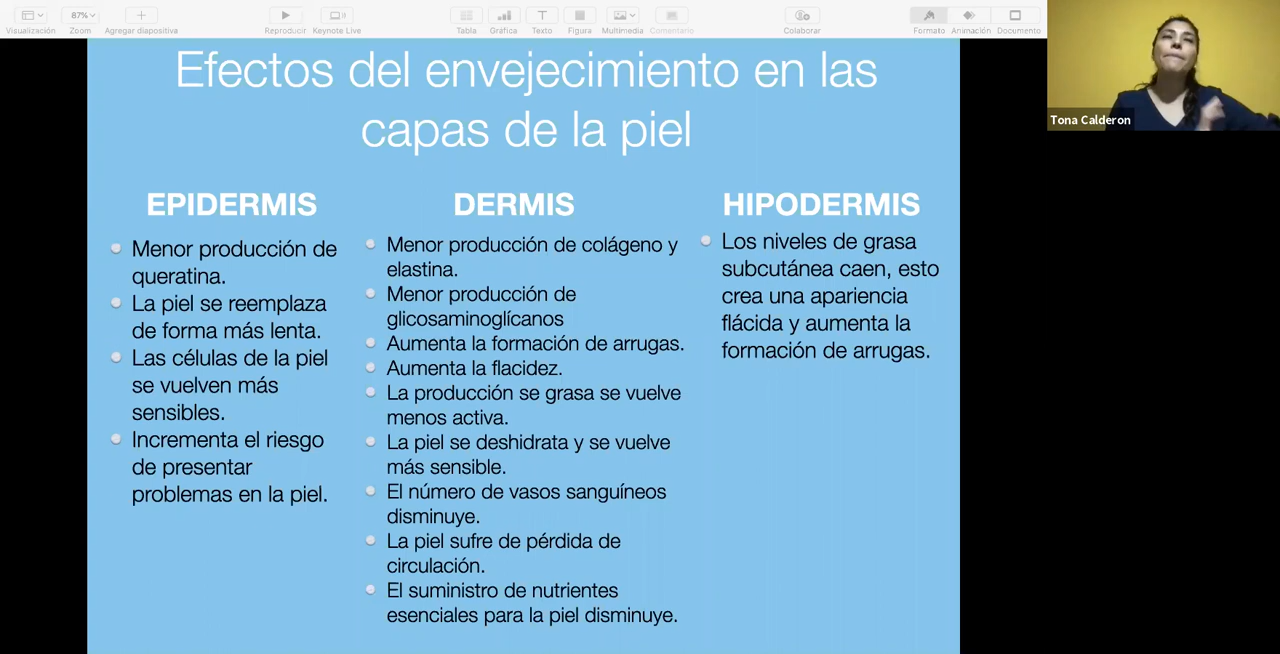 Visualización
87%
Zoom
Agregar diapositiva
Reproducir
Keynote Live
Tabla
Gráfica
Texto
Figura
Multimedia
Comentario
Colaborar
Formato
Animación
Documento
Tona Calderon
Efectos del envejecimiento en las
capas de la piel
EPIDERMIS
Menor producción de
queratina.
La piel se reemplaza
de forma más lenta.
Las células de la piel
se vuelven más
sensibles.
Incrementa el riesgo
de presentar
problemas en la piel.
DERMIS
Menor producción de colágeno y
elastina.
Menor producción de
glicosaminoglícanos
Aumenta la formación de arrugas.
Aumenta la flacidez.
La producción se grasa se vuelve
menos activa.
La piel se deshidrata y se vuelve
más sensible.
El número de vasos sanguíneos
disminuye.
La piel sufre de pérdida de
circulación.
El suministro de nutrientes
esenciales para la piel disminuye.
HIPODERMIS
Los niveles de grasa
subcutánea caen, esto
crea una apariencia
flácida y aumenta la
formación de arrugas.